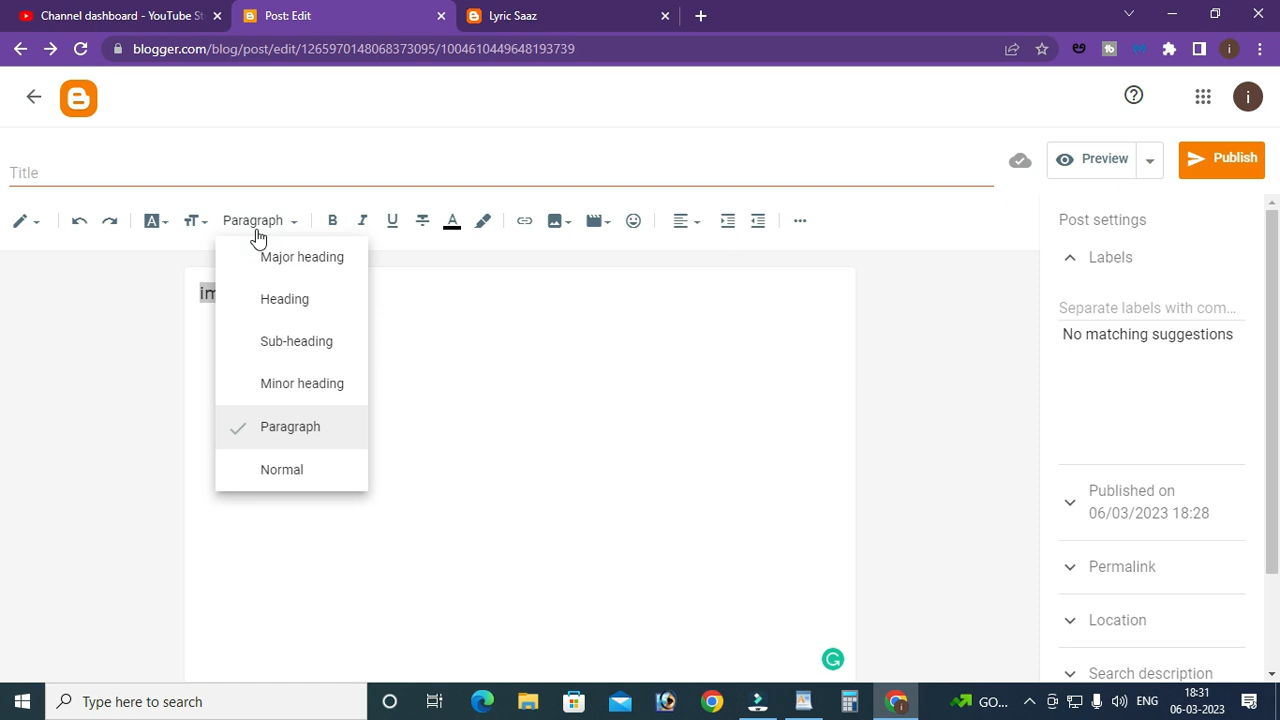 Channel dashboard - YouTube St
Post: Edit
Lyric Saaz
blogger.com/blog/post/edit/1265970148068373095/1004610449648193739
i
i
Title
Preview
Publish
Paragraph
B
I
U
A
Post settings
Major heading
Labels
im
Heading
Separate labels with com...
No matching suggestions
Sub-heading
Minor heading
Paragraph
Normal
Published on
06/03/2023 18:28
Permalink
Location
Search description
Type here to search
GO...
ENG
18:31
06-03-2023